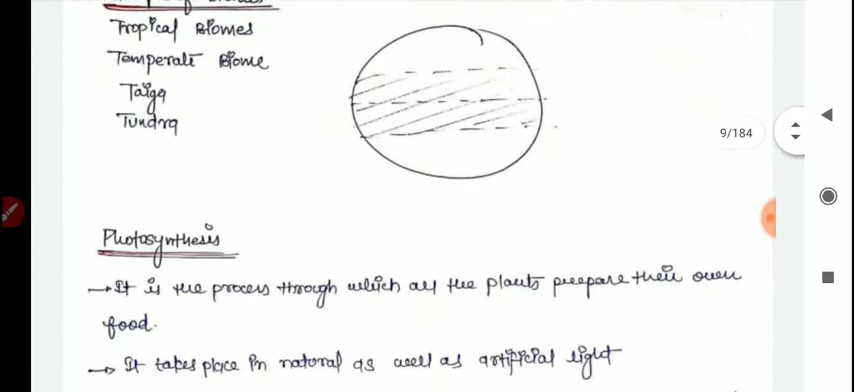 Tropical Biomes
Temperate Biome
Taiga
Tundra
9/184
Photosynthesis
→ It is the process through which all the plants preepare their own
food.
→ It takes place in natural as well as artificial light